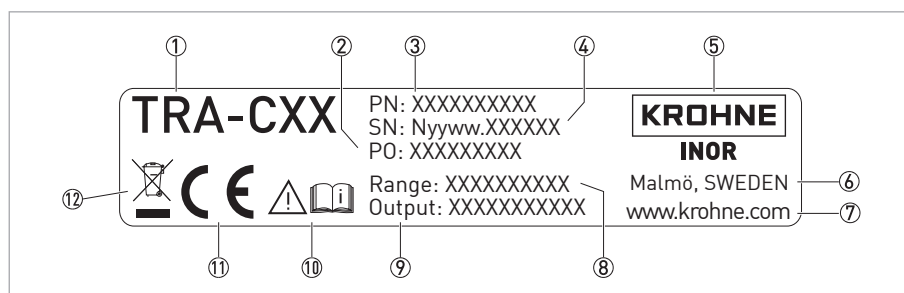 ① ② ③ ④ ⑤
TRA-CXX
PN: XXXXXXXXXX
SN: Nyyww.XXXXXX
PO: XXXXXXXXX
Range: XXXXXXXXXX
Output: XXXXXXXXXXX
KROHNE
INOR
Malmö, SWEDEN
www.krohne.com
i
CE
⑥
⑦
⑫
⑪ ⑩ ⑨ ⑧